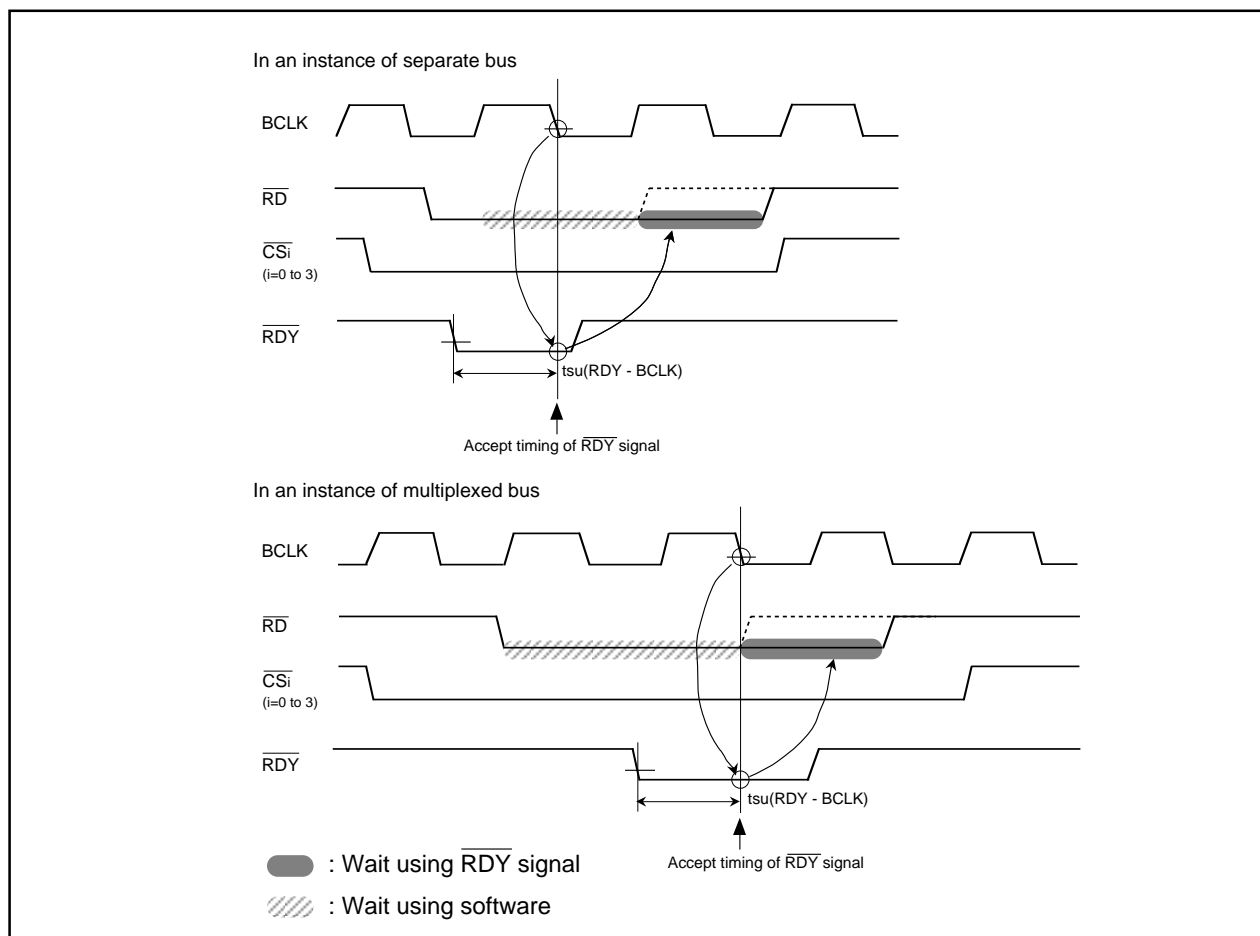 In an instance of separate bus
BCLK
RD
CSi
(i=0 to 3)
RDY
tsu(RDY - BCLK)
Accept timing of RDY signal
In an instance of multiplexed bus
BCLK
RD
CSi
(i=0 to 3)
RDY
tsu(RDY - BCLK)
Accept timing of RDY signal
: Wait using RDY signal
: Wait using software